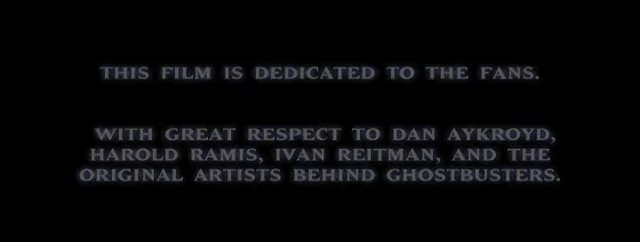 THIS FILM IS DEDICATED TO THE FANS.
WITH GREAT RESPECT TO DAN AYKROYD,
HAROLD RAMIS, IVAN REITMAN, AND THE
ORIGINAL ARTISTS BEHIND GHOSTBUSTERS.